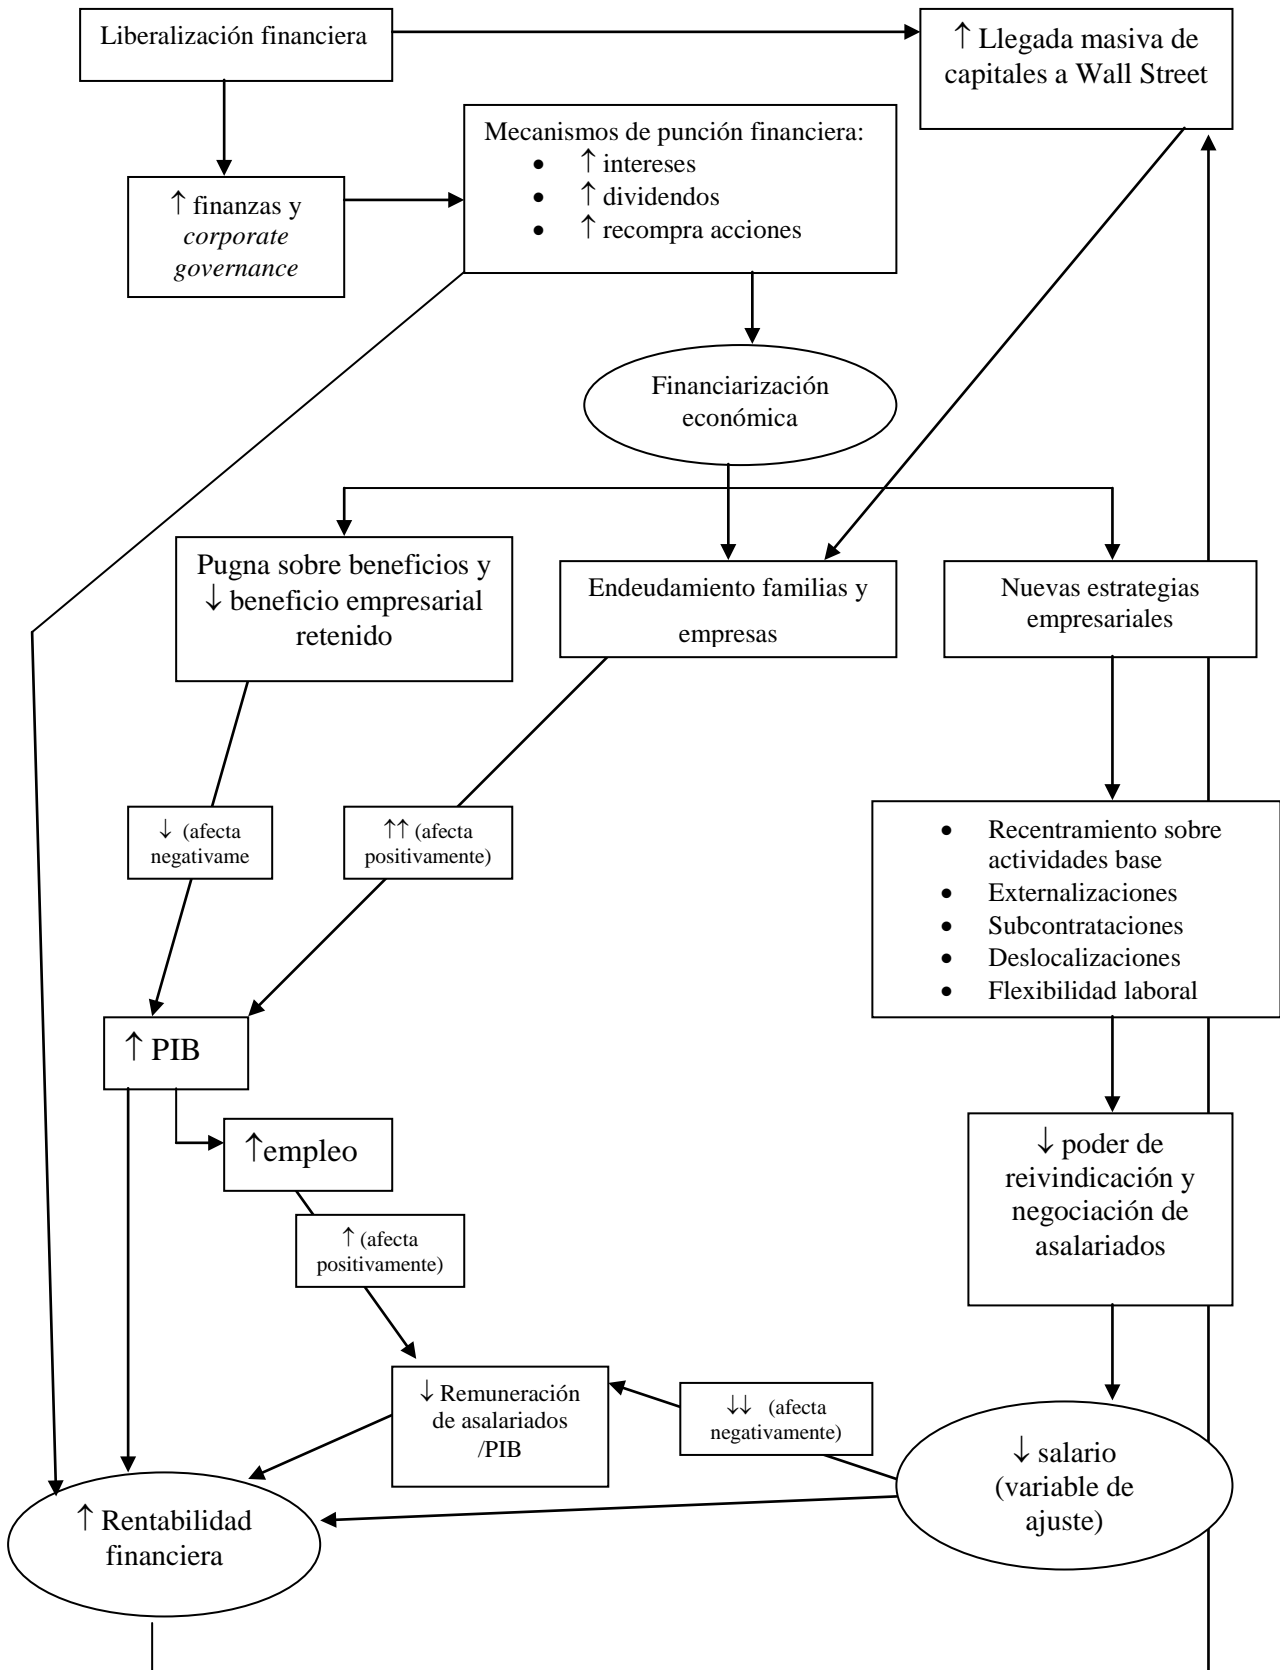 Liberalización financiera
↑ Llegada masiva de
capitales a Wall Street
Mecanismos de punción financiera:
• ↑ intereses
• ↑ dividendos
• ↑ recompra acciones
↑ finanzas y
corporate
governance
Financiarización
económica
Pugna sobre beneficios y
↓ beneficio empresarial
retenido
Endeudamiento familias y
empresas
Nuevas estrategias
empresariales
↓ (afecta
negativame
↑↑ (afecta
positivamente)
• Recentramiento sobre
actividades base
• Externalizaciones
• Subcontrataciones
• Deslocalizaciones
• Flexibilidad laboral
↑ PIB
↑empleo
↓ poder de
reivindicación y
negociación de
asalariados
↑ (afecta
positivamente)
↓ Remuneración
de asalariados
/PIB
↓↓ (afecta
negativamente)
↓ salario
(variable de
ajuste)
↑ Rentabilidad
financiera